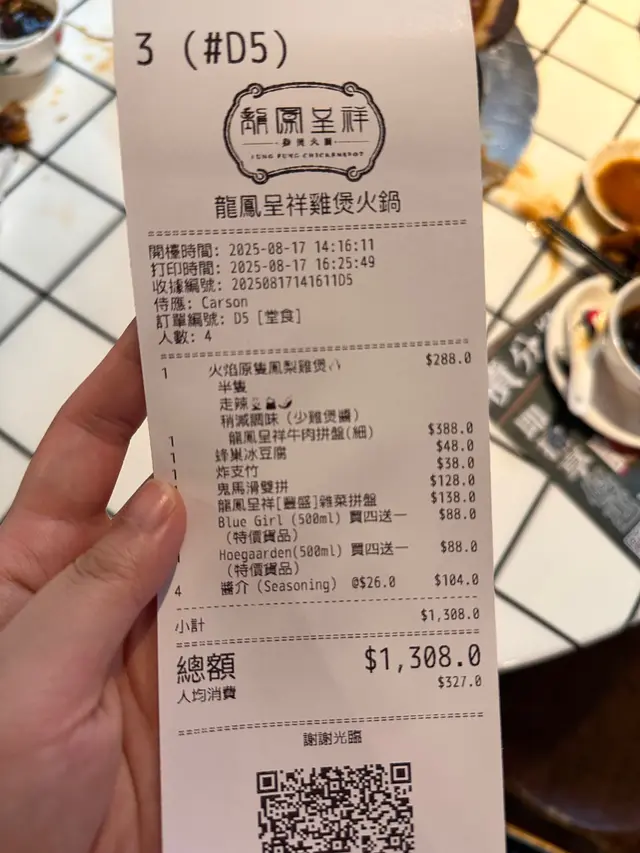 3 (#D5)
龍鳳呈祥
雞煲火鍋
LUNG FUNG CHICKENHOT
龍鳳呈祥雞煲火鍋
開檯時間: 2025-08-17 14:16:11
打印時間: 2025-08-17 16:25:49
收據編號: 20250817141611D5
侍應: Carson
訂單編號: D5 [堂食]
人數: 4
1 火焰原隻鳳梨雞煲🔥 $288.0
半隻
走辣
稍減調味 (少雞煲醬)
1 龍鳳呈祥牛肉拼盤(細) $388.0
1 蜂巢冰豆腐 $48.0
1 炸支竹 $38.0
1 鬼馬滑雙拼 $128.0
龍鳳呈祥[豐盛]雜菜拼盤 $138.0
Blue Girl (500ml) 買四送一 $88.0
(特價貨品)
1 Hoegaarden(500ml) 買四送一 $88.0
(特價貨品)
4 醬介 (Seasoning) @$26.0 $104.0
小計 $1,308.0
總額 $1,308.0
人均消費 $327.0
謝謝光臨